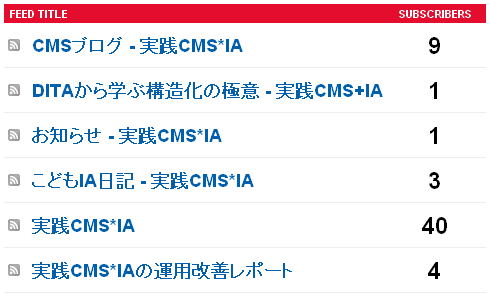 FEED TITLE SUBSCRIBERS
CMSブログ - 実践CMS*IA 9
DITAから学ぶ構造化の極意 - 実践CMS+IA 1
お知らせ - 実践CMS*IA 1
こどもIA日記 - 実践CMS*IA 3
実践CMS*IA 40
実践CMS*IAの運用改善レポート 4